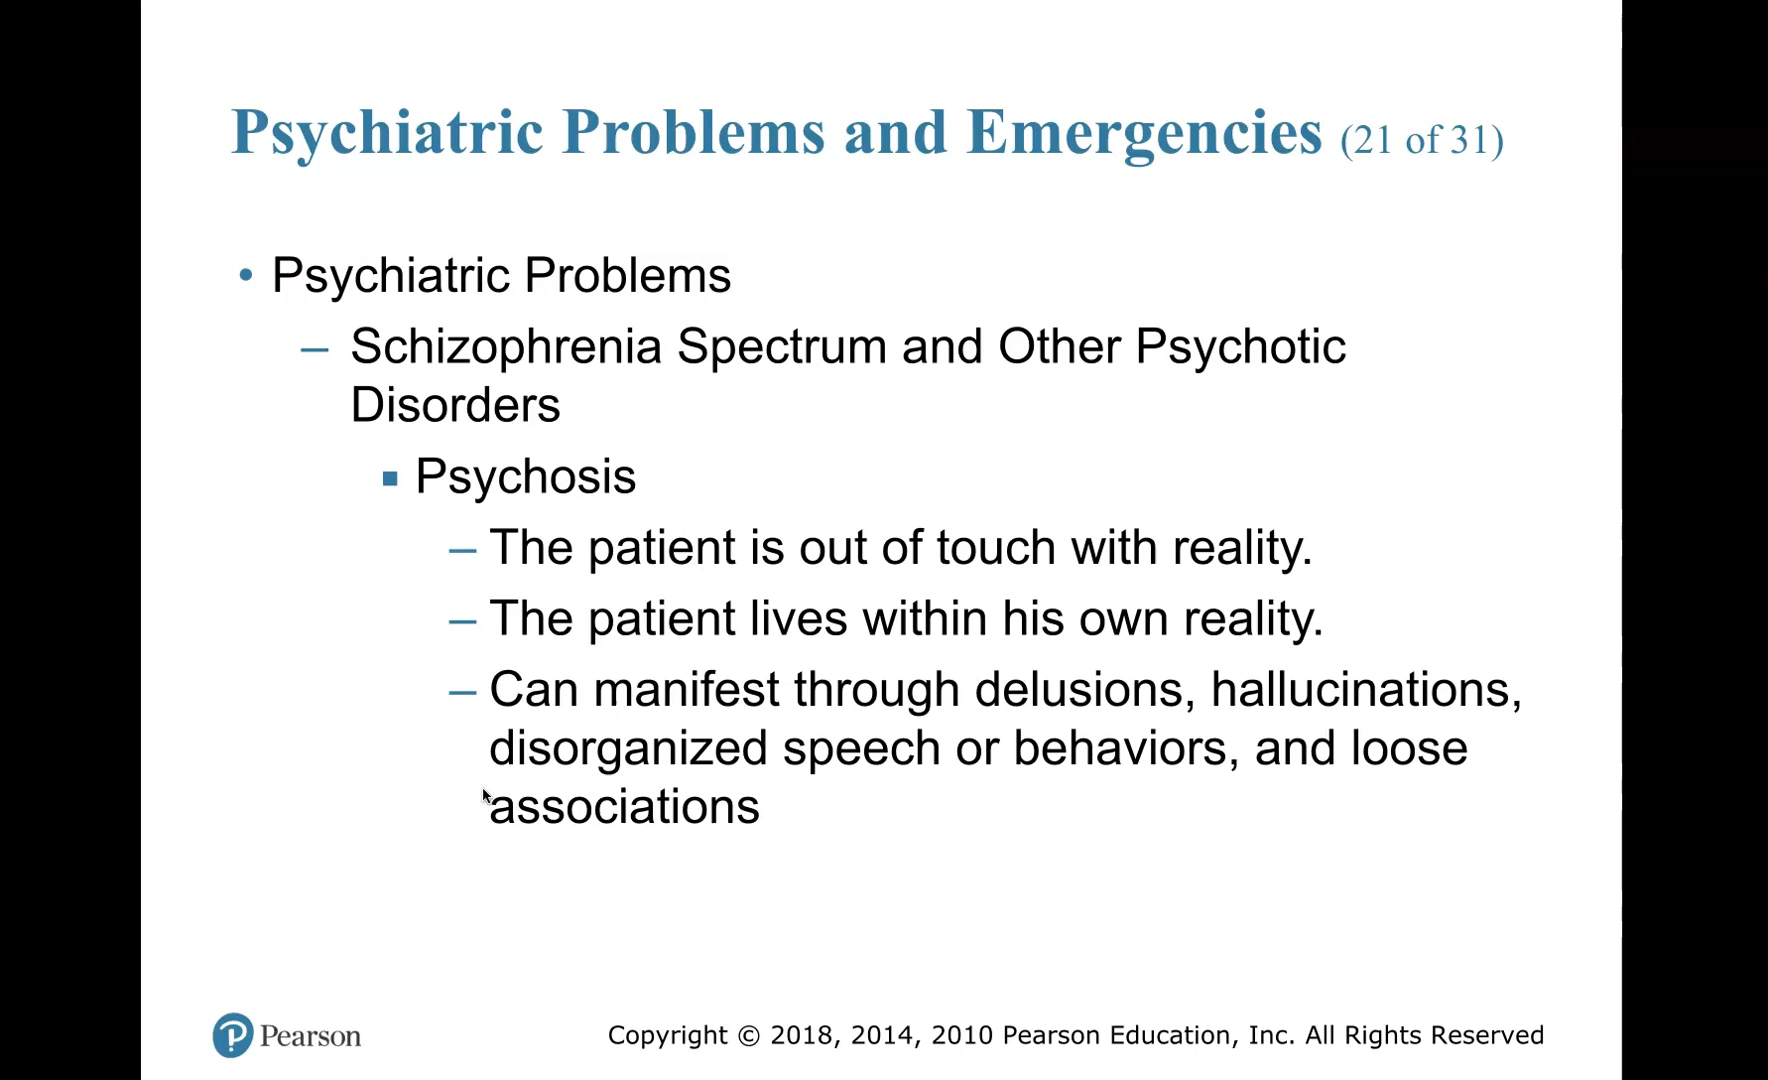 Psychiatric Problems and Emergencies (21 of 31)
• Psychiatric Problems
– Schizophrenia Spectrum and Other Psychotic
Disorders
▪ Psychosis
– The patient is out of touch with reality.
– The patient lives within his own reality.
– Can manifest through delusions, hallucinations,
disorganized speech or behaviors, and loose
associations
Pearson
Copyright © 2018, 2014, 2010 Pearson Education, Inc. All Rights Reserved